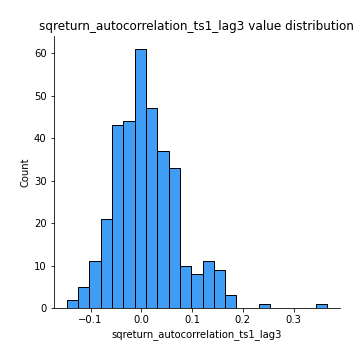 sqreturn_autocorrelation_ts1_lag3 value distribution
60
50
40
30
20
10
0
Count
−0.1 0.0 0.1 0.2 0.3
sqreturn_autocorrelation_ts1_lag3